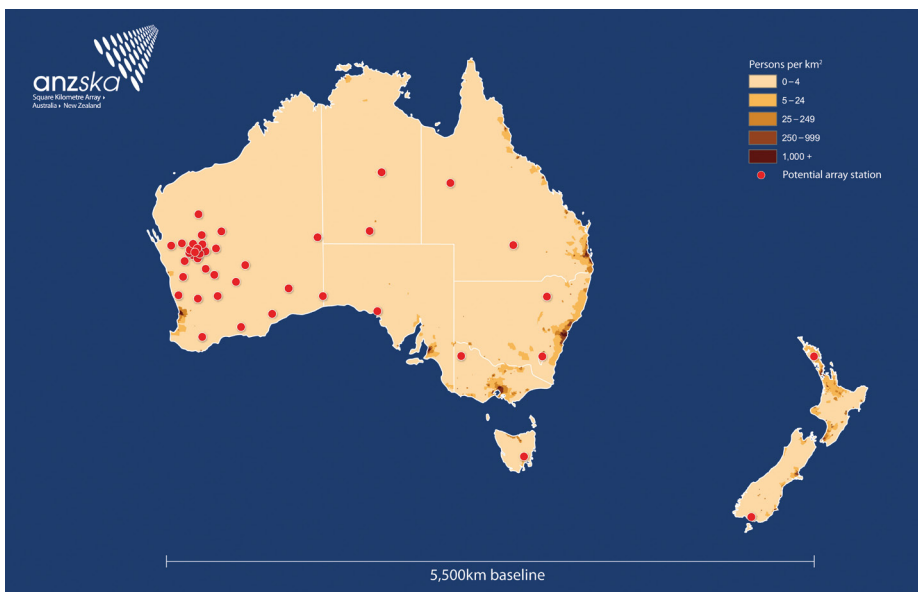 anzska
Square Kilometre Array ›
Australia › New Zealand
Persons per km²
0 – 4
5 – 24
25 – 249
250 – 999
1,000 +
Potential array station
5,500km baseline